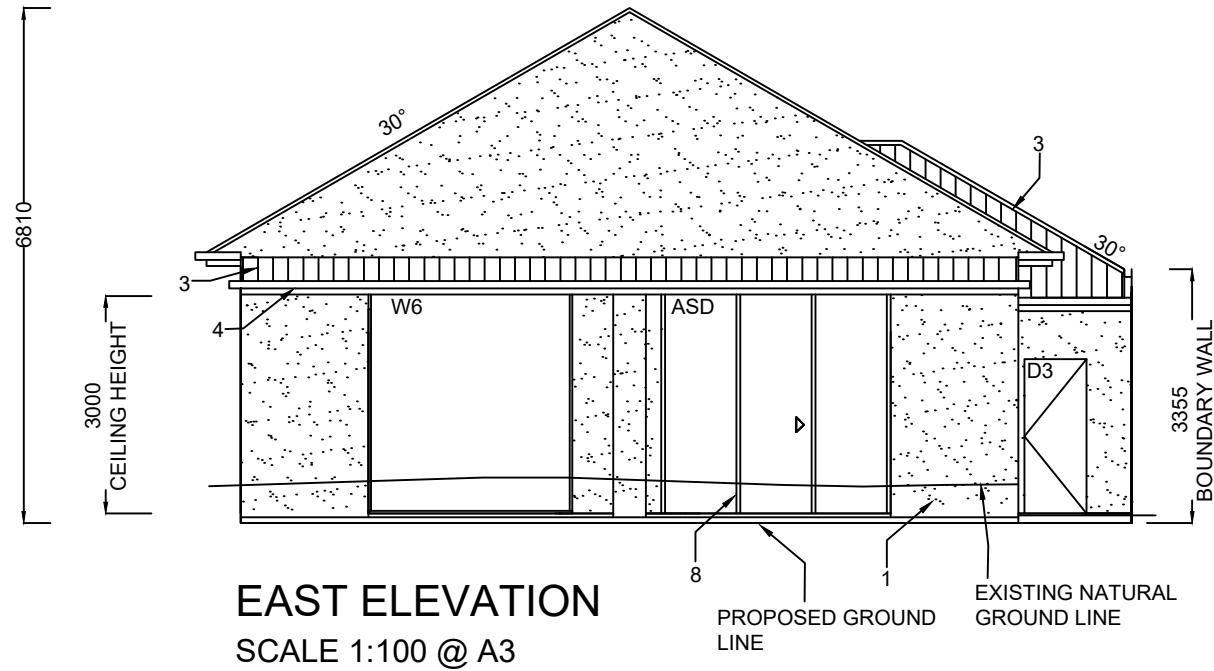 30°
3
30°
6810
3
W6
ASD
4
3000
CEILING HEIGHT
D3
3355
BOUNDARY WALL
8
1
PROPOSED GROUND
LINE
EXISTING NATURAL
GROUND LINE
EAST ELEVATION
SCALE 1:100 @ A3